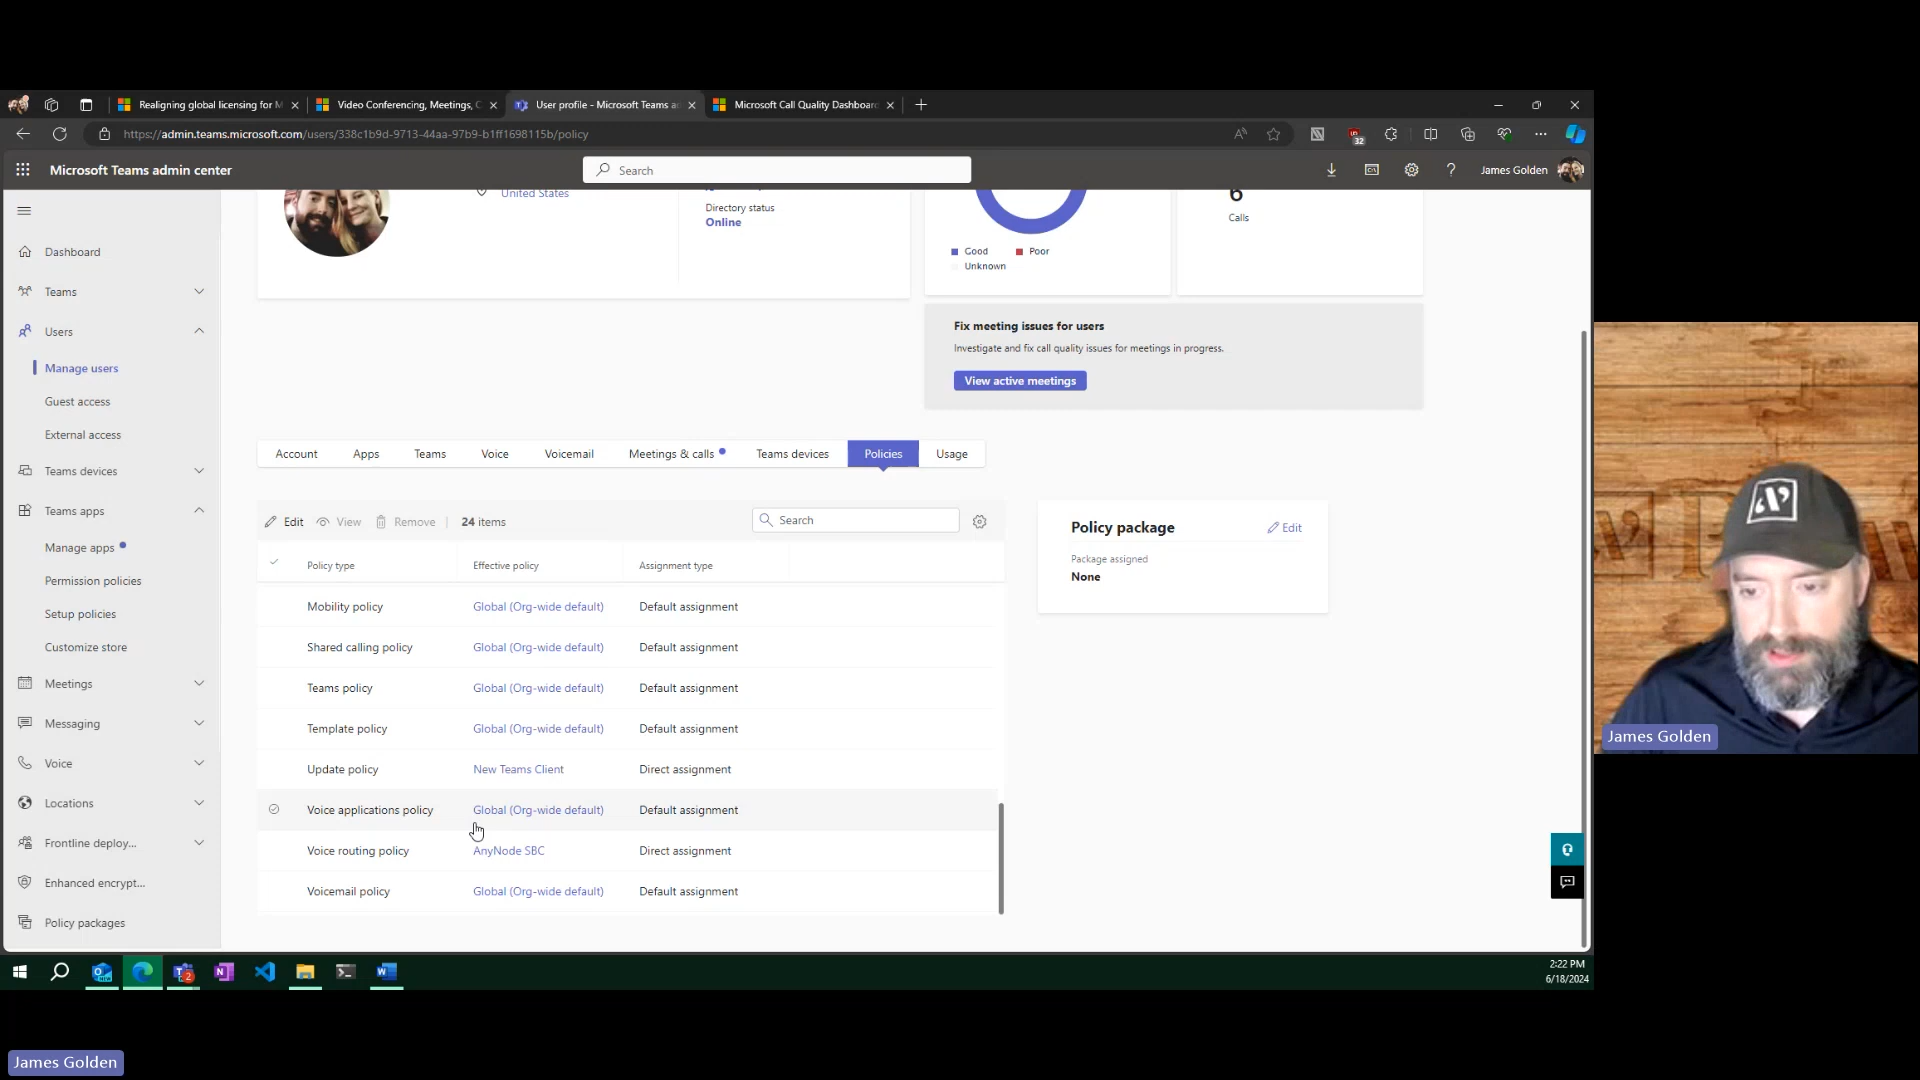 Realigning global licensing for M
Video Conferencing, Meetings, C
User profile - Microsoft Teams a
Microsoft Call Quality Dashboard
https://admin.teams.microsoft.com/users/338c1b9d-9713-44aa-97b9-b1ff1698115b/policy
32
Microsoft Teams admin center
Search
James Golden
Dashboard
Teams
Users
Manage users
Guest access
External access
Teams devices
Teams apps
Manage apps
Permission policies
Setup policies
Customize store
Meetings
Messaging
Voice
Locations
Frontline deploy...
Enhanced encrypt...
Policy packages
United States
Directory status
Online
Good
Poor
Unknown
6
Calls
Fix meeting issues for users
Investigate and fix call quality issues for meetings in progress.
View active meetings
Account Apps Teams Voice Voicemail Meetings & calls Teams devices Policies Usage
Edit View Remove 24 items Search
Policy type Effective policy Assignment type
Mobility policy Global (Org-wide default) Default assignment
Shared calling policy Global (Org-wide default) Default assignment
Teams policy Global (Org-wide default) Default assignment
Template policy Global (Org-wide default) Default assignment
Update policy New Teams Client Direct assignment
Voice applications policy Global (Org-wide default) Default assignment
Voice routing policy AnyNode SBC Direct assignment
Voicemail policy Global (Org-wide default) Default assignment
Policy package Edit
Package assigned
None
2:22 PM
6/18/2024
James Golden
James Golden